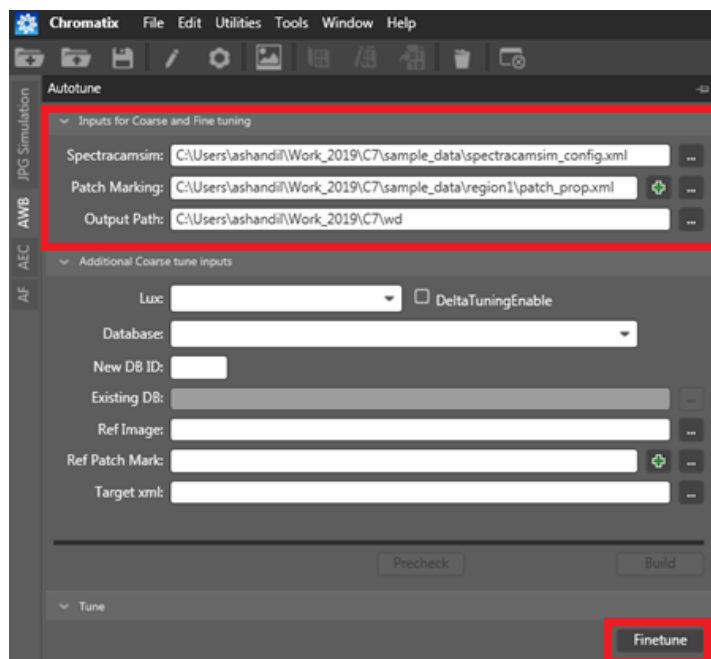 Chromatix File Edit Utilities Tools Window Help
Autotune
JPG Simulation
AWB
AEC
AF
Inputs for Coarse and Fine tuning
Spectracamsim: C:\Users\ashandil\Work_2019\C7\sample_data\spectracamsim_config.xml ...
Patch Marking: C:\Users\ashandil\Work_2019\C7\sample_data\region1\patch_prop.xml ...
Output Path: C:\Users\ashandil\Work_2019\C7\wd ...
Additional Coarse tune inputs
Lux: DeltaTuningEnable
Database:
New DB ID:
Existing DB: ...
Ref Image: ...
Ref Patch Mark: ...
Target xml: ...
Precheck Build
Tune
Finetune